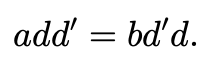 add′ = bd′d.